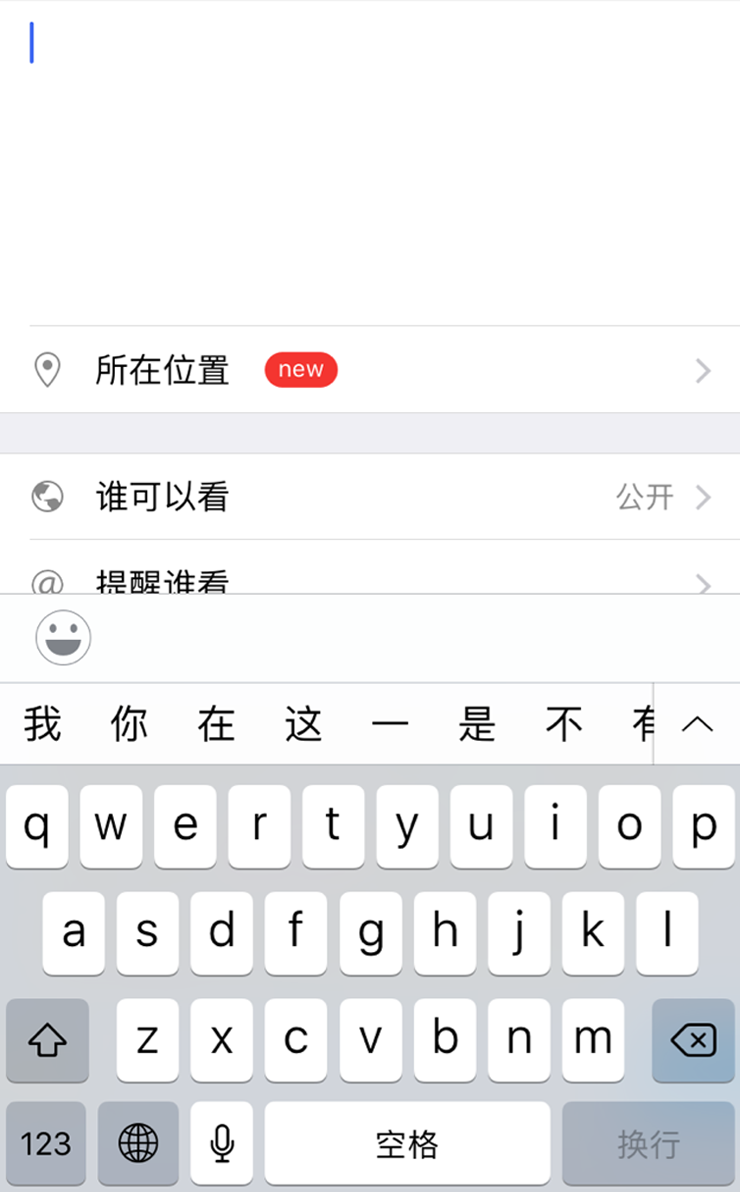 所在位置 new
谁可以看 公开
@ 提醒谁看
我 你 在 这 一 是 不 有
q w e r t y u i o p
a s d f g h j k l
z x c v b n m
123 空格 换行